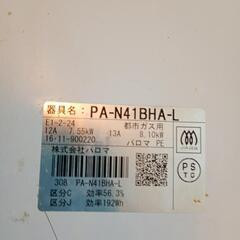 器具名: PA-N41BHA-L
E1-2-24 都市ガス用
12A 7.55kW 13A 8.10kW
16.11-900220 パロマ PE
株式会社パロマ
PS
TG
308 PA-N41BHA-L
区分C 効率56.3%
区分J 効率192Wh